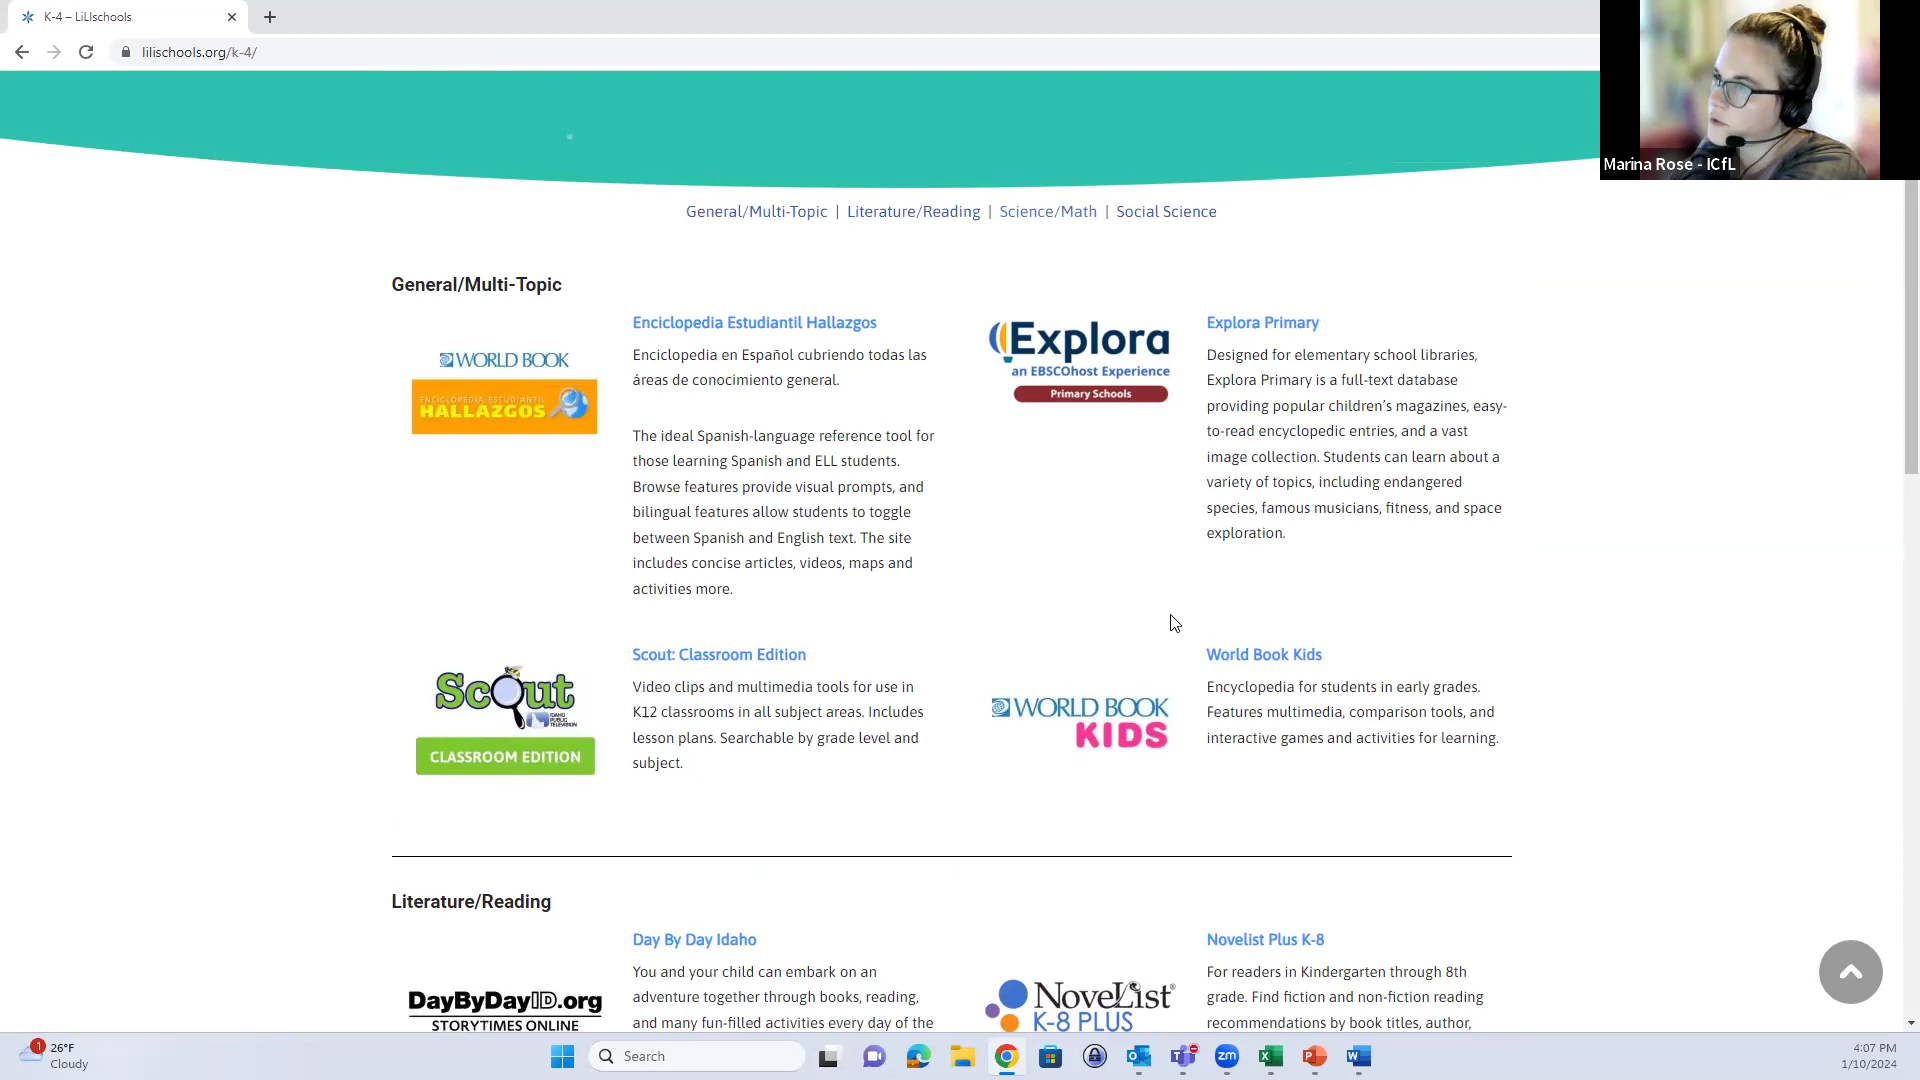 K-4 – LiLIschools
lilischools.org/k-4/
Marina Rose - ICfL
General/Multi-Topic | Literature/Reading | Science/Math | Social Science
General/Multi-Topic
WORLD BOOK
ENCICLOPEDIA ESTUDIANTIL
HALLAZGOS
Enciclopedia Estudiantil Hallazgos
Enciclopedia en Español cubriendo todas las
áreas de conocimiento general.
The ideal Spanish-language reference tool for
those learning Spanish and ELL students.
Browse features provide visual prompts, and
bilingual features allow students to toggle
between Spanish and English text. The site
includes concise articles, videos, maps and
activities more.
Explora
an EBSCOhost Experience
Primary Schools
Explora Primary
Designed for elementary school libraries,
Explora Primary is a full-text database
providing popular children’s magazines, easy-
to-read encyclopedic entries, and a vast
image collection. Students can learn about a
variety of topics, including endangered
species, famous musicians, fitness, and space
exploration.
Scout
IDAHO PUBLIC TELEVISION
CLASSROOM EDITION
Scout: Classroom Edition
Video clips and multimedia tools for use in
K12 classrooms in all subject areas. Includes
lesson plans. Searchable by grade level and
subject.
WORLD BOOK
KIDS
World Book Kids
Encyclopedia for students in early grades.
Features multimedia, comparison tools, and
interactive games and activities for learning.
Literature/Reading
DayByDayID.org
STORYTIMES ONLINE
Day By Day Idaho
You and your child can embark on an
adventure together through books, reading,
and many fun-filled activities every day of the
NoveList®
K-8 PLUS
Novelist Plus K-8
For readers in Kindergarten through 8th
grade. Find fiction and non-fiction reading
recommendations by book titles, author,
1
26°F
Cloudy
Search
zm
4:07 PM
1/10/2024